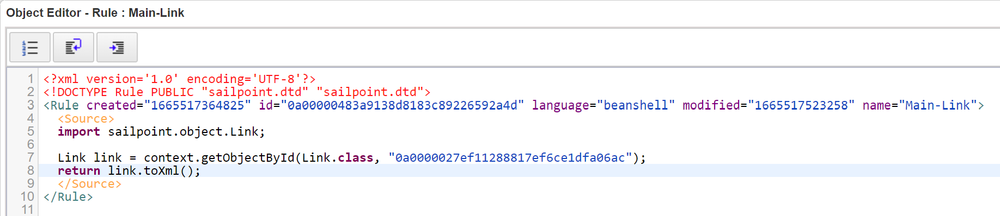 Object Editor - Rule : Main-Link
1 <?xml version='1.0' encoding='UTF-8'?>
2 <!DOCTYPE Rule PUBLIC "sailpoint.dtd" "sailpoint.dtd">
3 <Rule created="1665517364825" id="0a00000483a9138d8183c89226592a4d" language="beanshell" modified="1665517523258" name="Main-Link">
4 <Source>
5 import sailpoint.object.Link;
6
7 Link link = context.getObjectById(Link.class, "0a0000027ef11288817ef6ce1dfa06ac");
8 return link.toXml();
9 </Source>
10 </Rule>
11